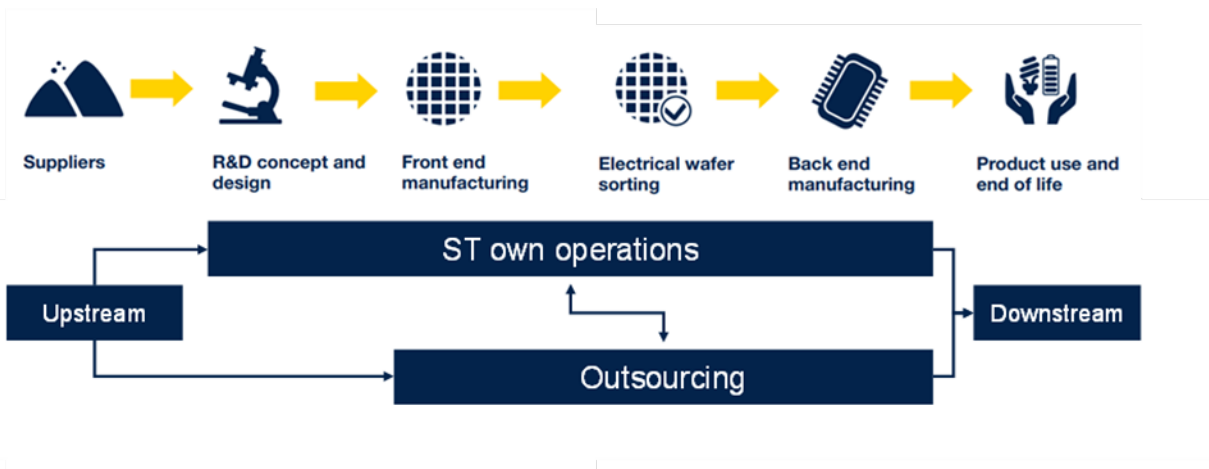 Suppliers
R&D concept and
design
Front end
manufacturing
Electrical wafer
sorting
Back end
manufacturing
Product use and
end of life
ST own operations
Upstream
Downstream
Outsourcing